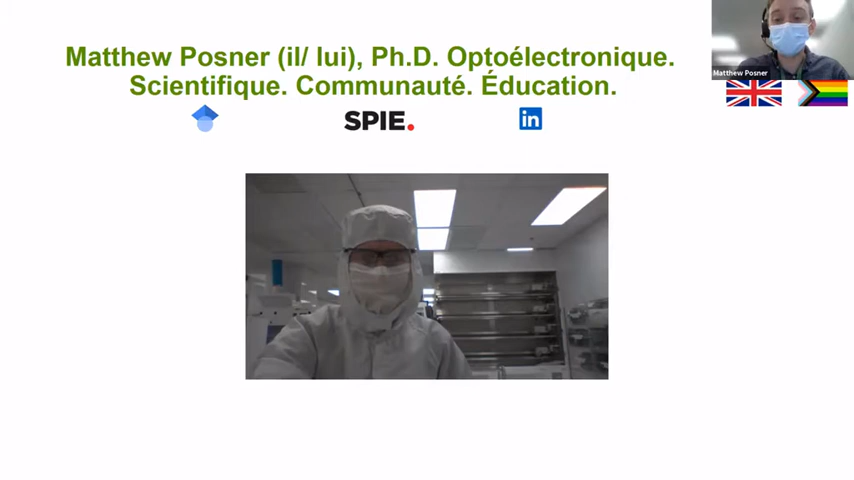 Matthew Posner (il/ lui), Ph.D. Optoélectronique.
Scientifique. Communauté. Éducation.
SPIE.
in
Matthew Posner